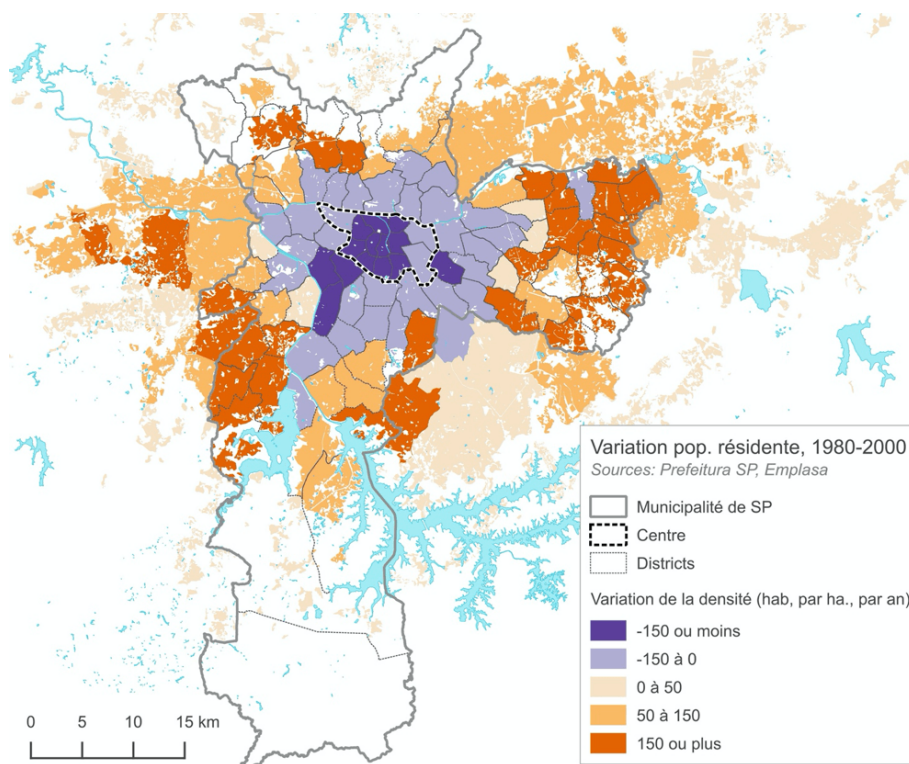 Variation pop. résidente, 1980-2000
Sources: Prefeitura SP, Emplasa
Municipalité de SP
Centre
Districts
Variation de la densité (hab, par ha., par an)
-150 ou moins
-150 à 0
0 à 50
50 à 150
150 ou plus
0 5 10 15 km